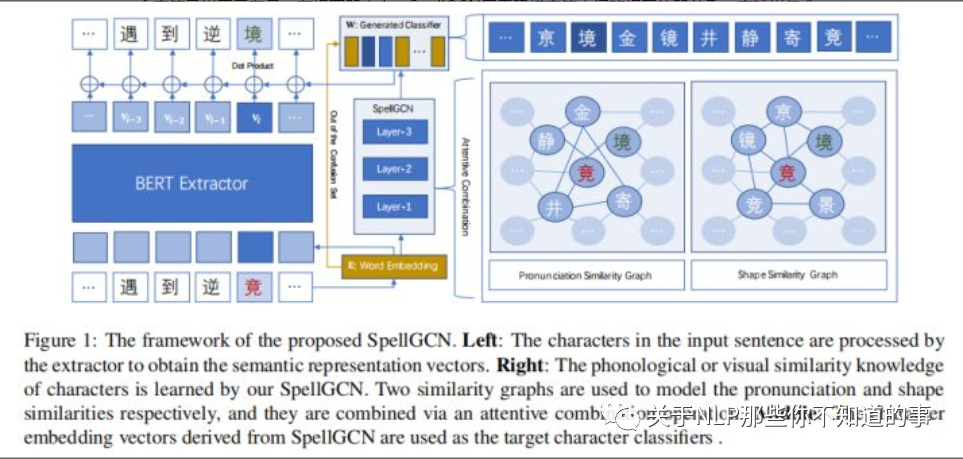 ··· 遇 到 逆 境 ···
Dot Product
··· vi-3 vi-2 vi-1 vi ···
BERT Extractor
··· 遇 到 逆 竟 ···
W: Generated Classifier
···
Out of the Confusion Set
SpellGCN
Layer-3
Layer-2
Layer-1
E: Word Embedding
Attentive Combination
··· 京 境 金 镜 井 静 寄 竟 ···
金
静 境
竟
井 寄
Pronunciation Similarity Graph
京
镜 境
竟
竞 景
Shape Similarity Graph
Figure 1: The framework of the proposed SpellGCN. Left: The characters in the input sentence are processed by
the extractor to obtain the semantic representation vectors. Right: The phonological or visual similarity knowledge
of characters is learned by our SpellGCN. Two similarity graphs are used to model the pronunciation and shape
similarities respectively, and they are combined via an attentive
embedding vectors derived from SpellGCN are used as the target character classifiers .
关于NLP那些你不知道的事